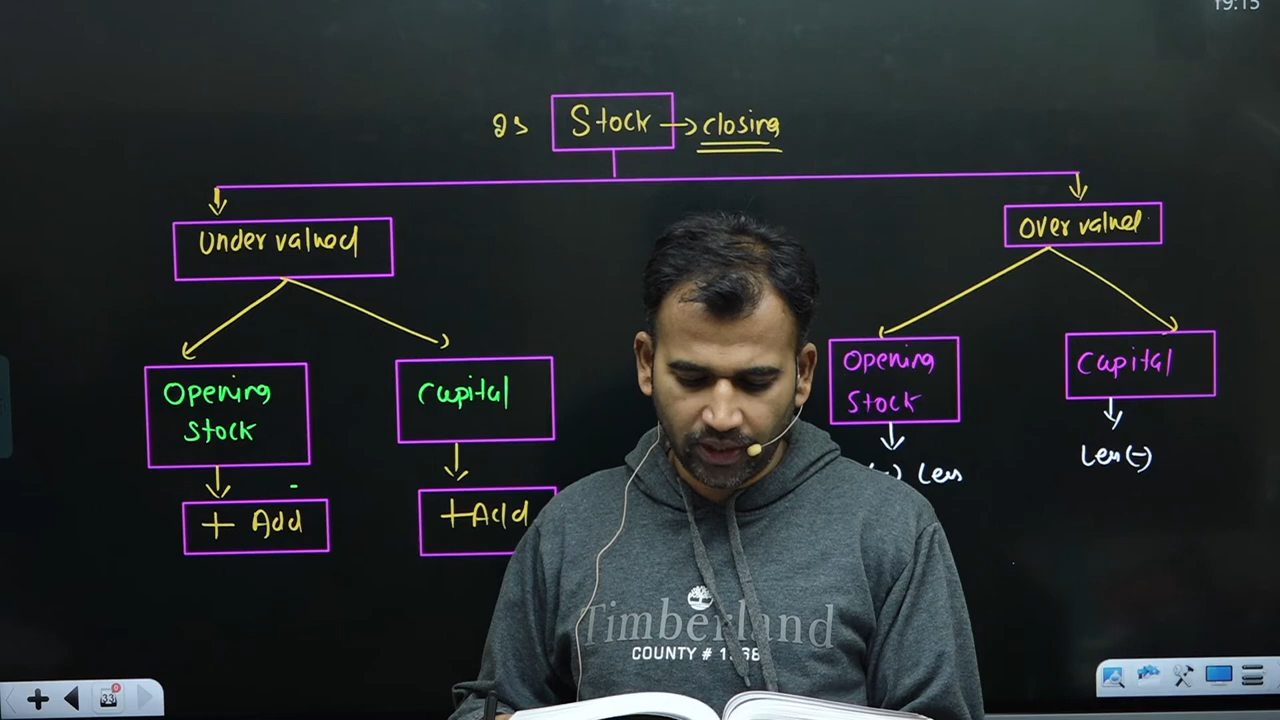 19:15
Stock → closing
Under valued
Over valued
Opening
Stock
Capital
Opening
Stock
Capital
+ Add
+Add
Less
Less (-)
Timberland
COUNTY #
33